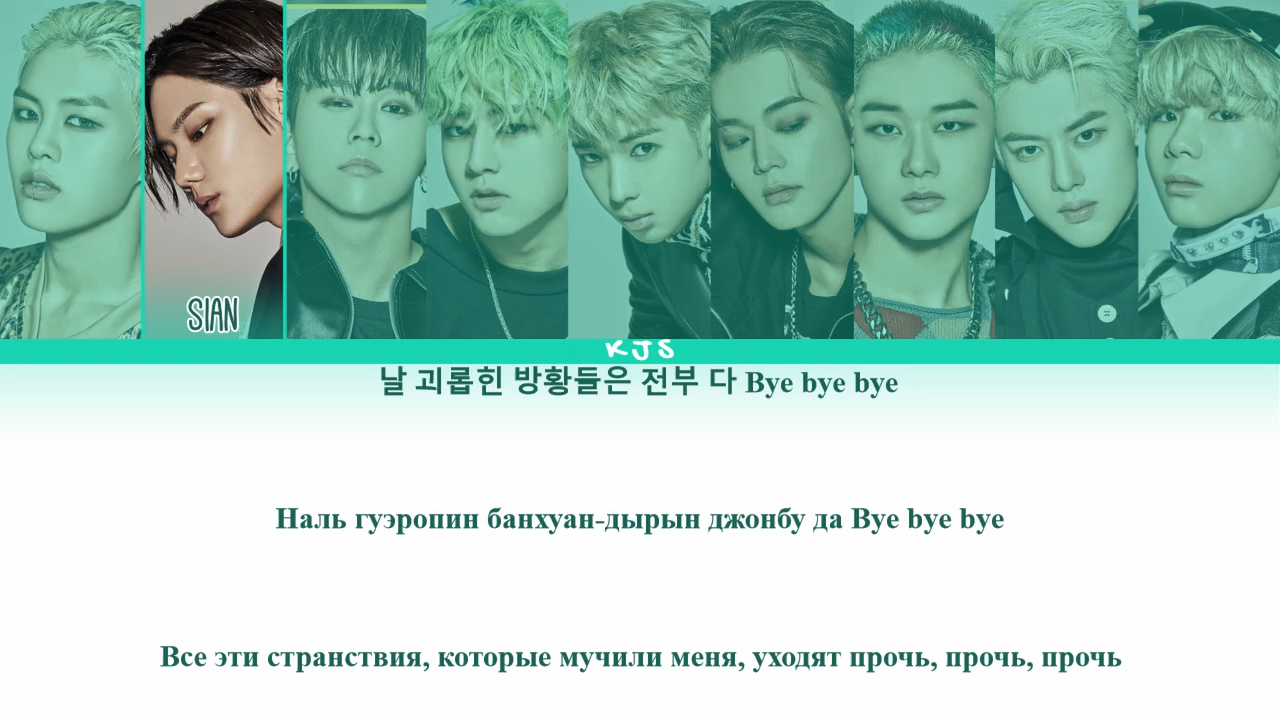 SIAN
KJS
날 괴롭힌 방황들은 전부 다 Bye bye bye
Наль гуэропин банхуан-дырын джонбу да Bye bye bye
Все эти странствия, которые мучили меня, уходят прочь, прочь, прочь